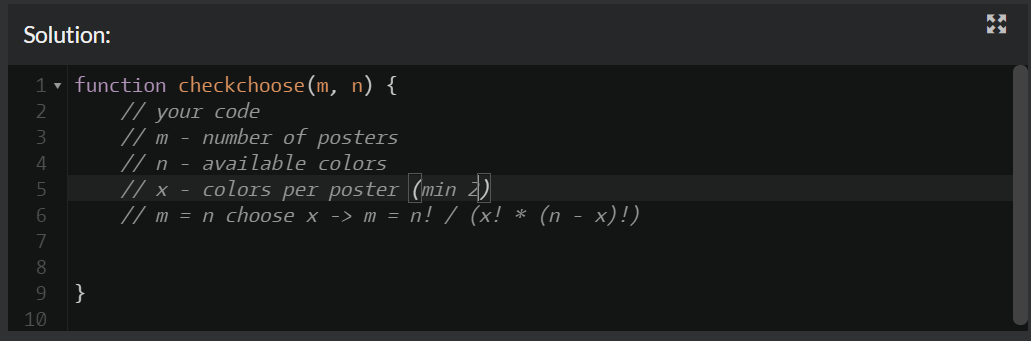 Solution:
1 function checkchoose(m, n) {
2 // your code
3 // m - number of posters
4 // n - available colors
5 // x - colors per poster (min 2)
6 // m = n choose x -> m = n! / (x! * (n - x)!)
7
8
9 }
10